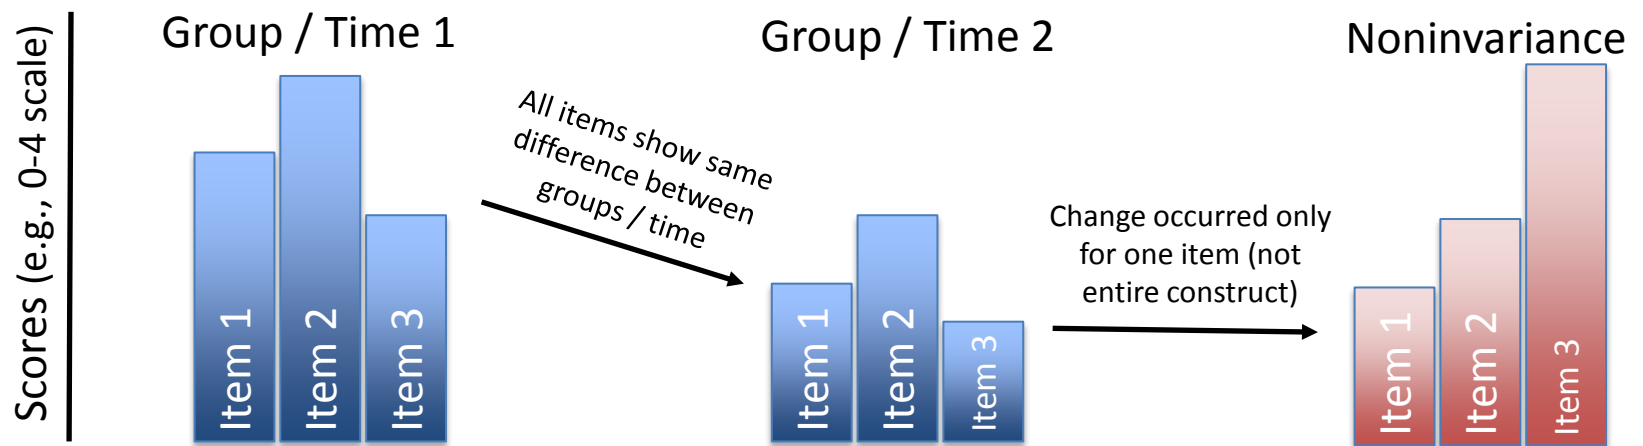 Scores (e.g., 0-4 scale)
Group / Time 1
Item 1
Item 2
Item 3
All items show same
difference between
groups / time
Group / Time 2
Item 1
Item 2
Item 3
Change occurred only
for one item (not
entire construct)
Noninvariance
Item 1
Item 2
Item 3